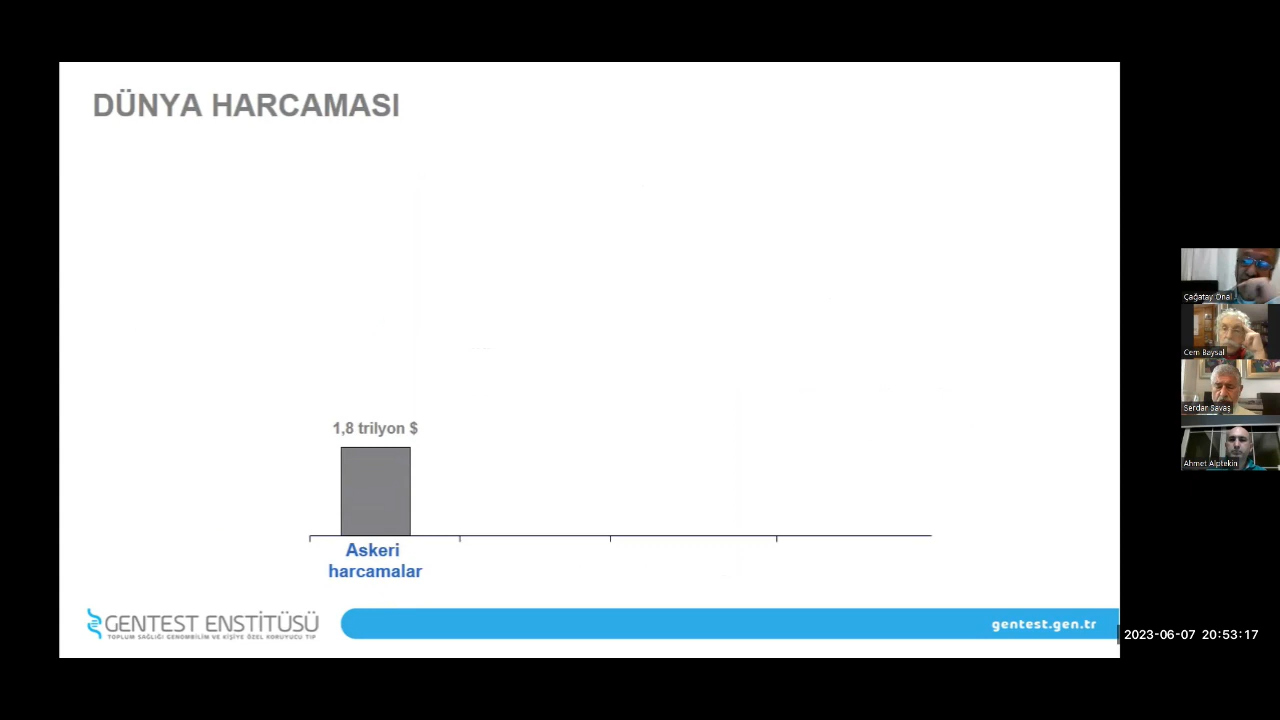 DÜNYA HARCAMASI
1,8 trilyon $
Askeri
harcamalar
GENTEST ENSTİTÜSÜ
TOPLUM SAĞLIĞI GENOMBİLİM VE KİŞİYE ÖZEL KORUYUCU TIP
gentest.gen.tr
Çağatay Önal
Cem Baysal
Serdar Savaş
Ahmet Alptekin
2023-06-07 20:53:17